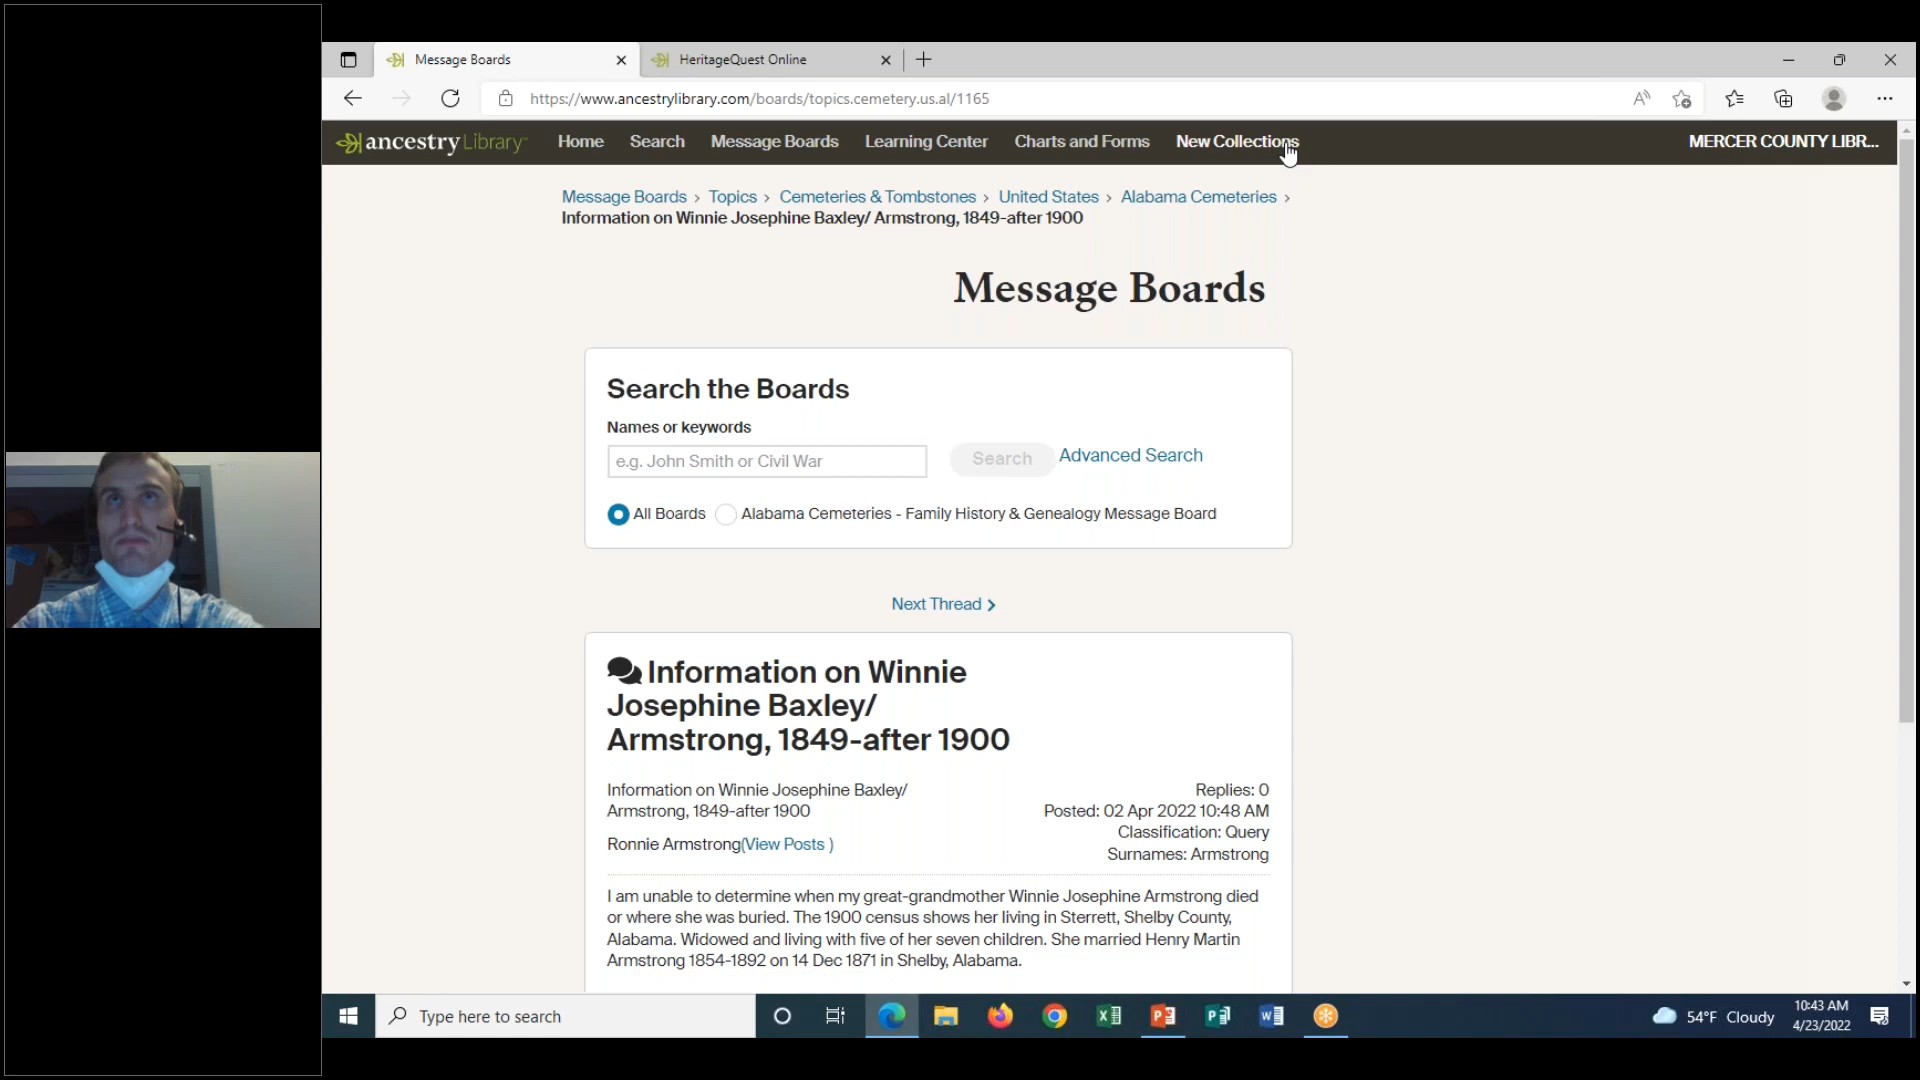 Message Boards
HeritageQuest Online
https://www.ancestrylibrary.com/boards/topics.cemetery.us.al/1165
ancestryLibrary
Home Search Message Boards Learning Center Charts and Forms New Collections
MERCER COUNTY LIBR...
Message Boards > Topics > Cemeteries & Tombstones > United States > Alabama Cemeteries >
Information on Winnie Josephine Baxley/ Armstrong, 1849-after 1900
Message Boards
Search the Boards
Names or keywords
e.g. John Smith or Civil War
Search
Advanced Search
All Boards
Alabama Cemeteries - Family History & Genealogy Message Board
Next Thread >
Information on Winnie
Josephine Baxley/
Armstrong, 1849-after 1900
Information on Winnie Josephine Baxley/
Armstrong, 1849-after 1900
Ronnie Armstrong(View Posts )
Replies: 0
Posted: 02 Apr 2022 10:48 AM
Classification: Query
Surnames: Armstrong
I am unable to determine when my great-grandmother Winnie Josephine Armstrong died
or where she was buried. The 1900 census shows her living in Sterrett, Shelby County,
Alabama. Widowed and living with five of her seven children. She married Henry Martin
Armstrong 1854-1892 on 14 Dec 1871 in Shelby, Alabama.
Type here to search
54°F Cloudy
10:43 AM
4/23/2022